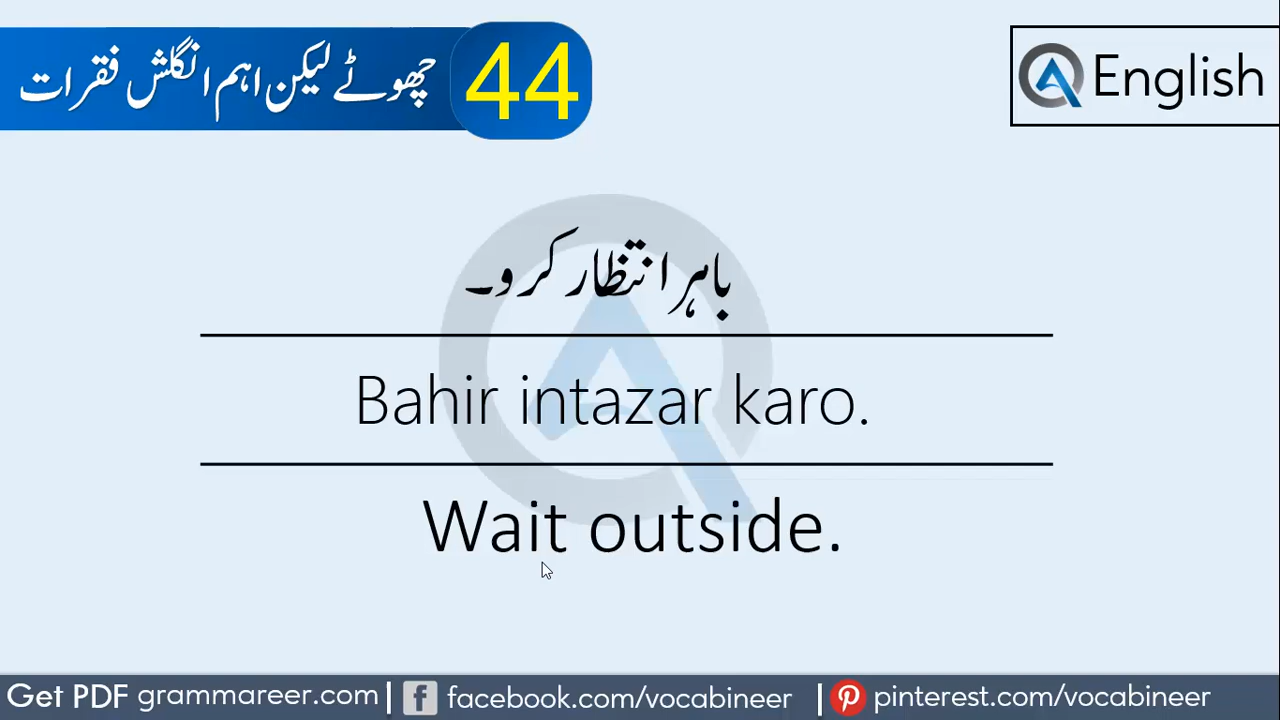 44 چھوٹے لیکن اہم انگلش فقرات
English
باہر انتظار کرو۔
Bahir intazar karo.
Wait outside.
Get PDF grammareer.com | facebook.com/vocabineer | pinterest.com/vocabineer